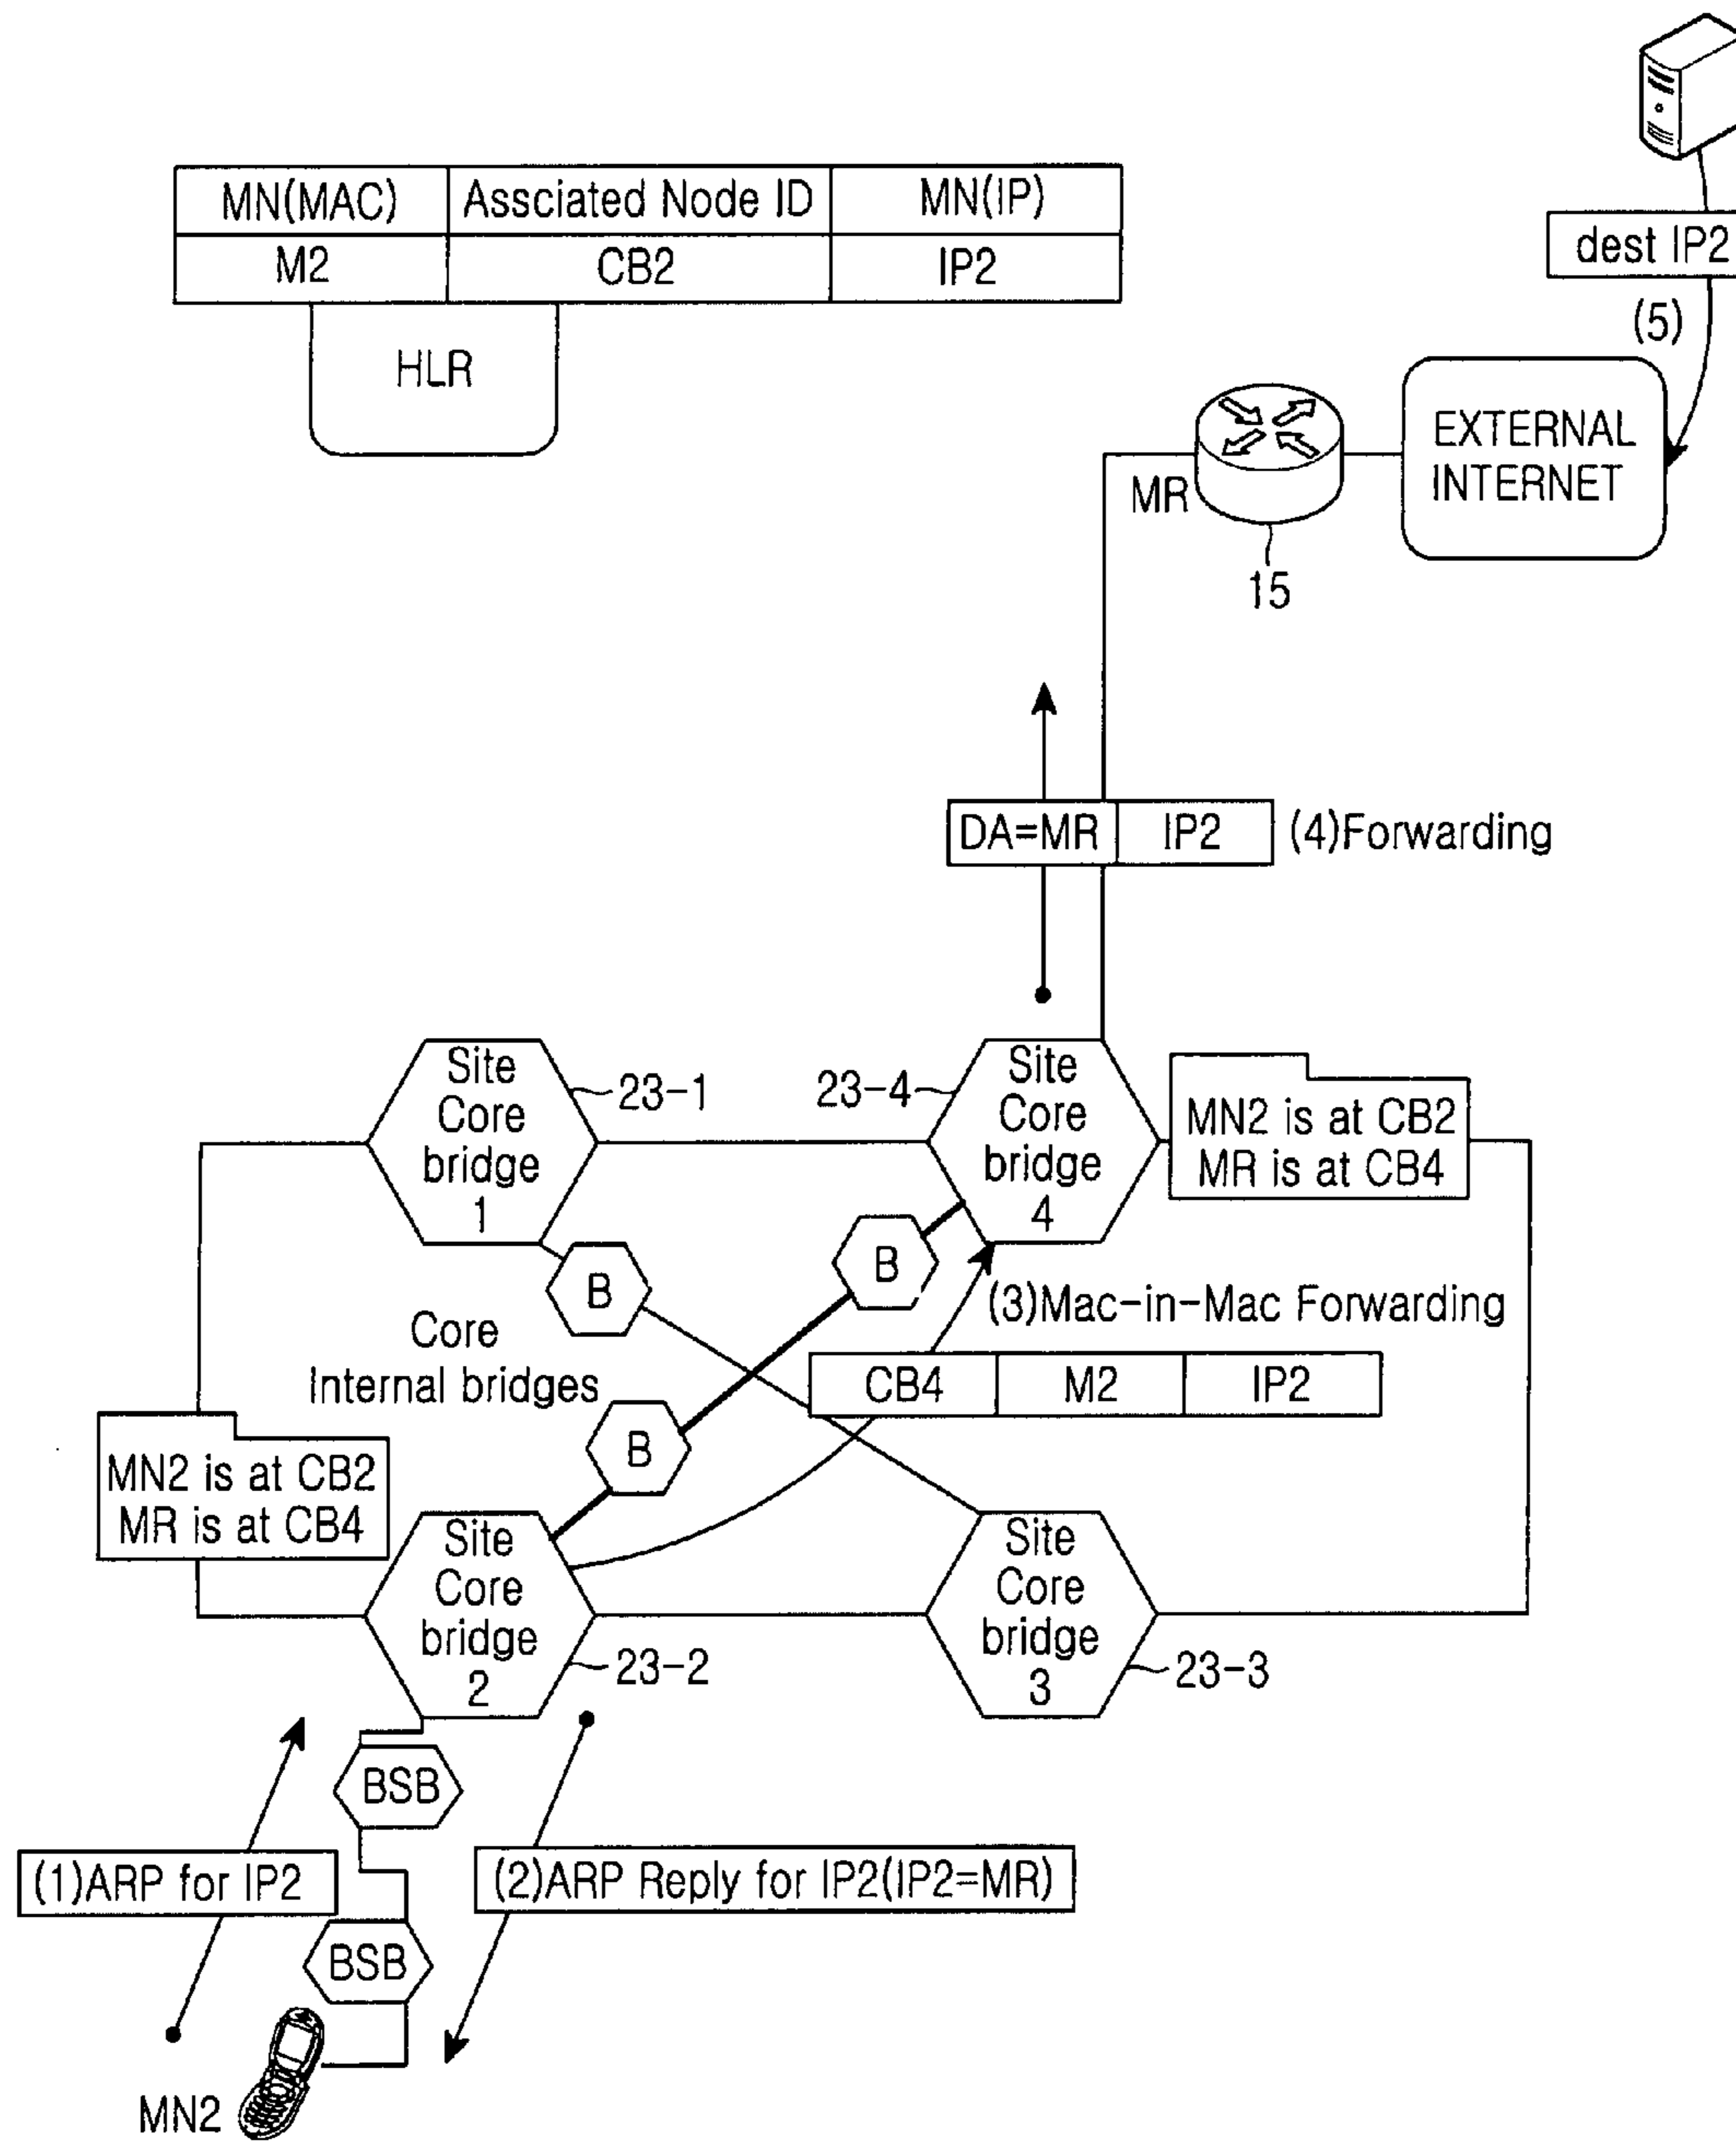 MN(MAC) Assciated Node ID MN(IP)
M2 CB2 IP2
HLR
dest IP2
(5)
EXTERNAL
INTERNET
MR
15
DA=MR IP2 (4)Forwarding
Site
Core
bridge
1
23-1
23-4
Site
Core
bridge
4
MN2 is at CB2
MR is at CB4
B
B
(3)Mac-in-Mac Forwarding
Core
Internal bridges
CB4 M2 IP2
B
MN2 is at CB2
MR is at CB4
Site
Core
bridge
2
23-2
Site
Core
bridge
3
23-3
BSB
(1)ARP for IP2
(2)ARP Reply for IP2(IP2=MR)
BSB
MN2